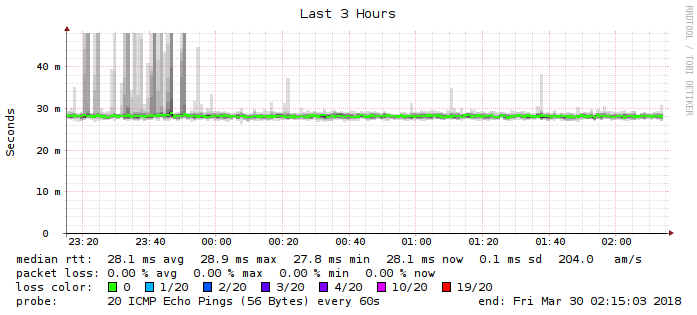 Last 3 Hours
RRDTOOL / TOBI OETIKER
Seconds
40 m
30 m
20 m
10 m
0
23:20 23:40 00:00 00:20 00:40 01:00 01:20 01:40 02:00
median rtt: 28.1 ms avg 28.9 ms max 27.8 ms min 28.1 ms now 0.1 ms sd 204.0 am/s
packet loss: 0.00 % avg 0.00 % max 0.00 % min 0.00 % now
loss color: 0 1/20 2/20 3/20 4/20 10/20 19/20
probe: 20 ICMP Echo Pings (56 Bytes) every 60s end: Fri Mar 30 02:15:03 2018